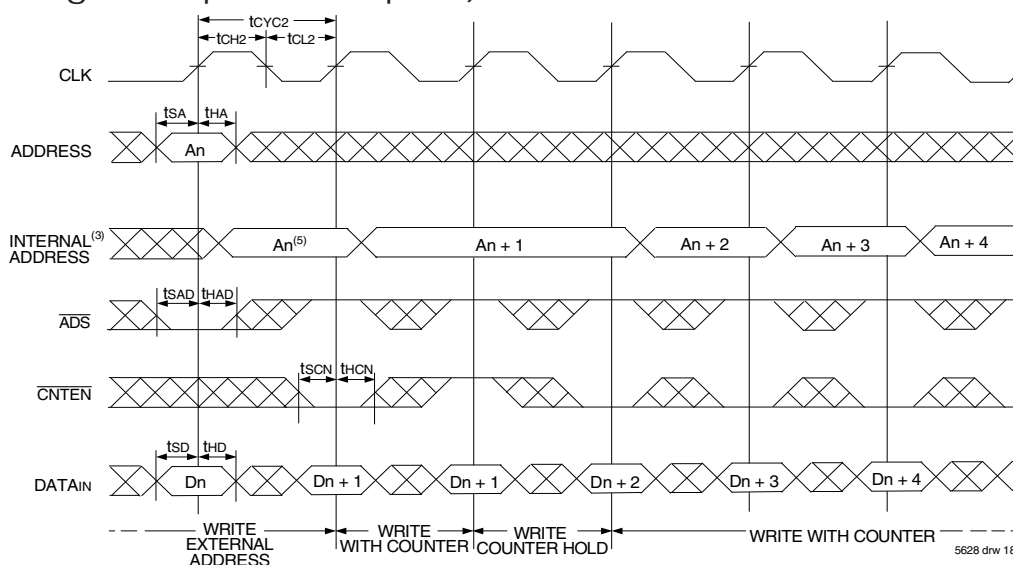 tCYC2
tCH2 tCL2
CLK
tSA tHA
ADDRESS An
INTERNAL(3) ADDRESS An(5) An + 1 An + 2 An + 3 An + 4
tSAD tHAD
ADS
tSCN tHCN
CNTEN
tSD tHD
DATAIN Dn Dn + 1 Dn + 1 Dn + 2 Dn + 3 Dn + 4
WRITE EXTERNAL ADDRESS
WRITE WITH COUNTER
WRITE COUNTER HOLD
WRITE WITH COUNTER
5628 drw 18